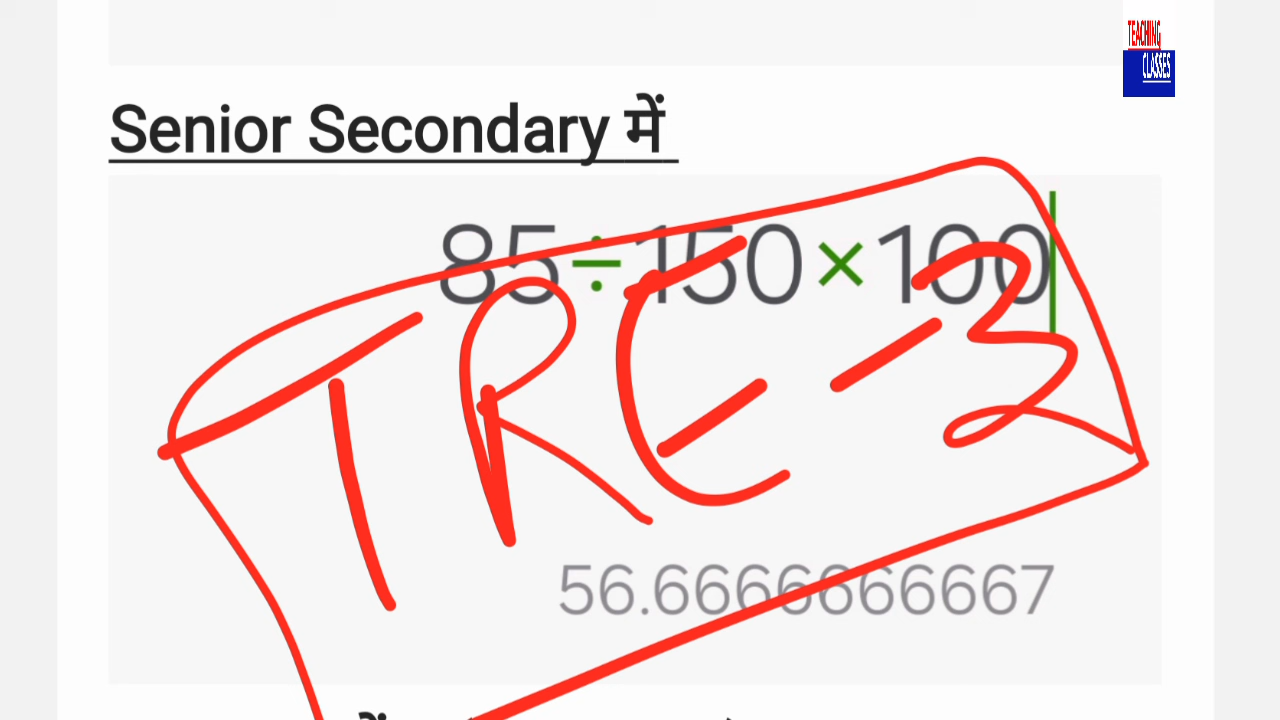 TEACHING
CLASSES
Senior Secondary में
85÷150×100
TRE-3
56.6666666667